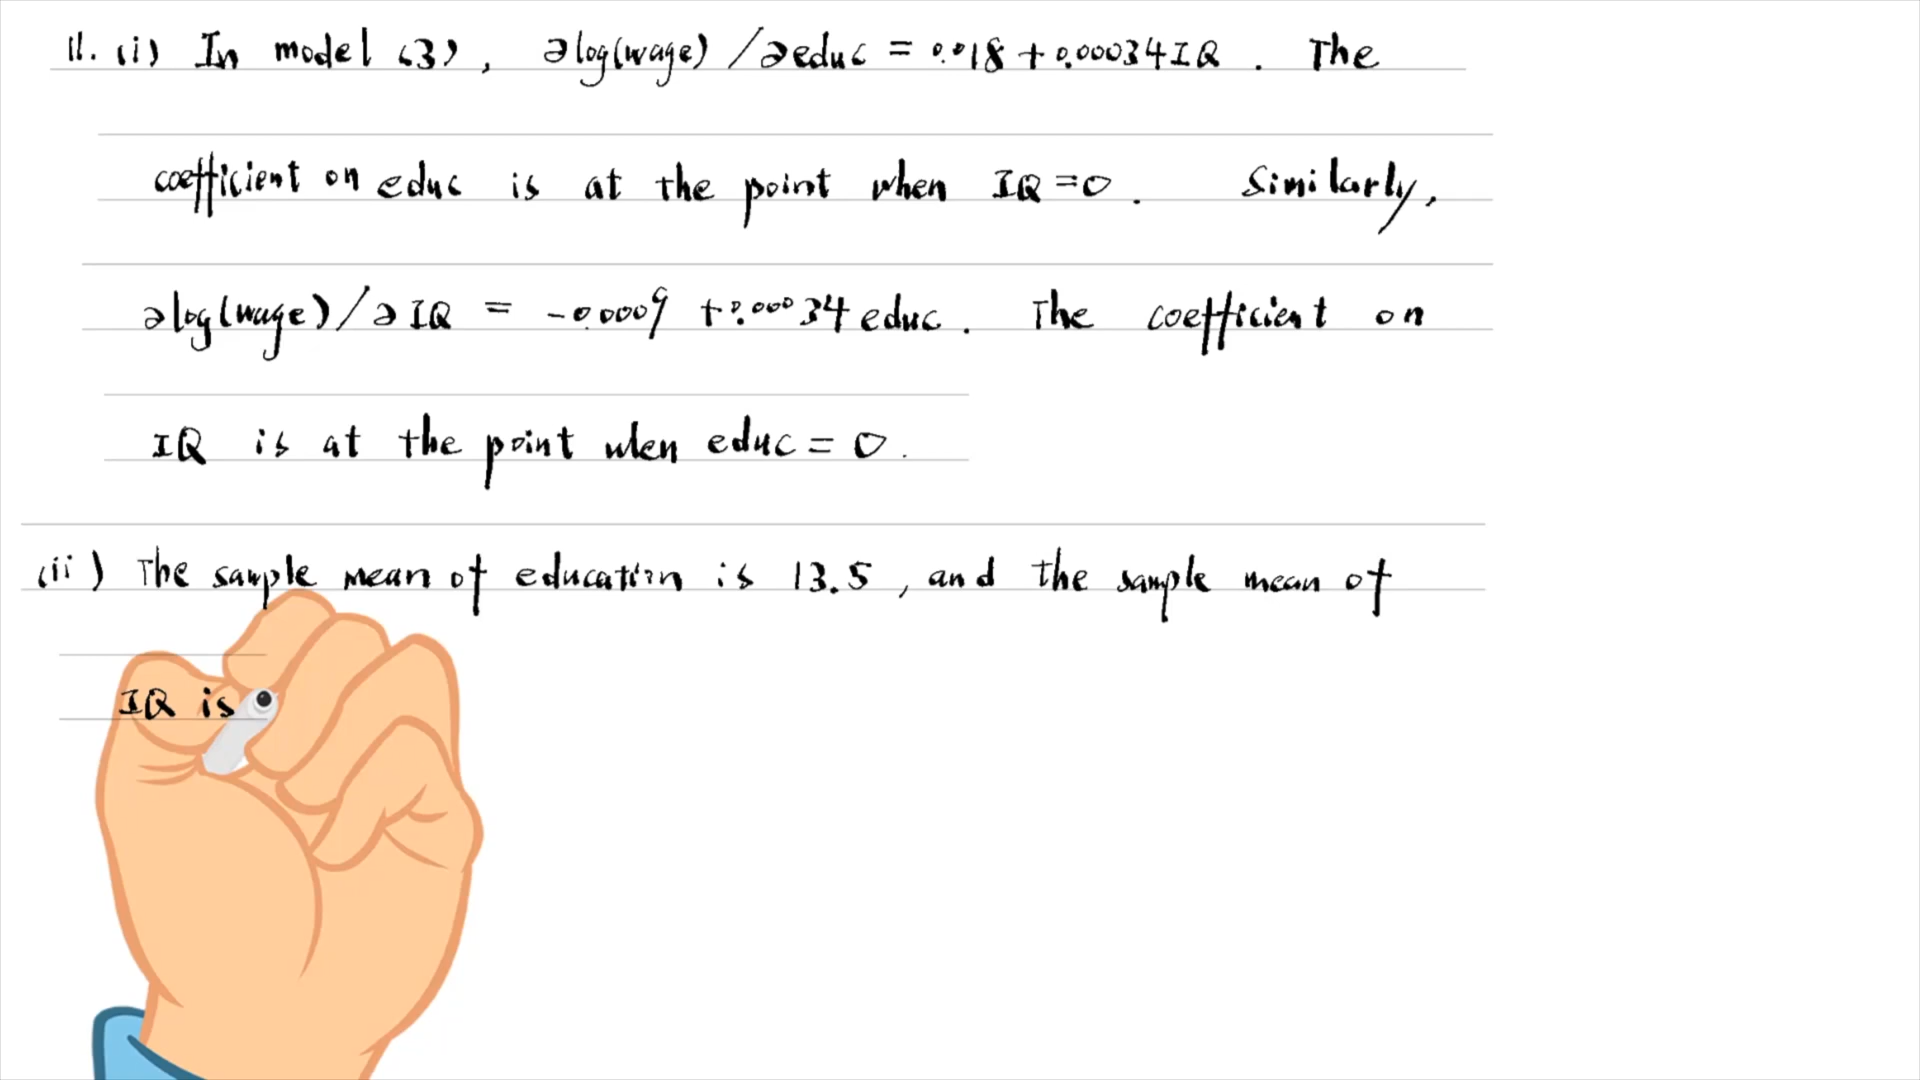 11. (i) In model (3), ∂log(wage)/∂educ = 0.018 + 0.00034IQ. The
coefficient on educ is at the point when IQ = 0. Similarly,
∂log(wage)/∂IQ = -0.0009 + 0.00034 educ. The coefficient on
IQ is at the point when educ = 0.
(ii) The sample mean of education is 13.5, and the sample mean of
IQ is